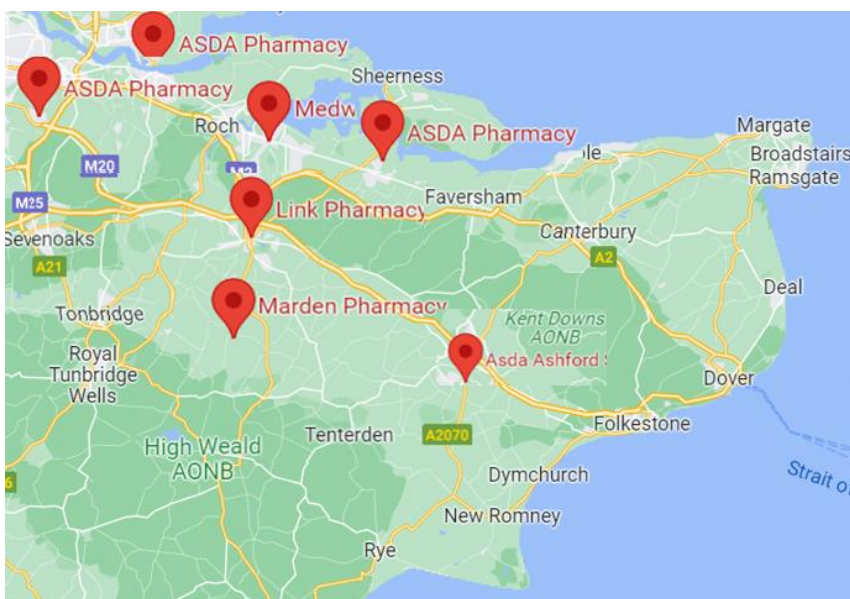 ASDA Pharmacy
Sheerness
ASDA Pharmacy
Medw
Roch
ASDA Pharmacy
Margate
M20
M2
Broadstairs
Ramsgate
Faversham
M25
Link Pharmacy
Sevenoaks
Canterbury
A2
A21
Deal
Marden Pharmacy
Tonbridge
Kent Downs
AONB
Royal
Tunbridge
Wells
Asda Ashford
Dover
Folkestone
Tenterden
A2070
High Weald
AONB
Dymchurch
Strait o
New Romney
Rye